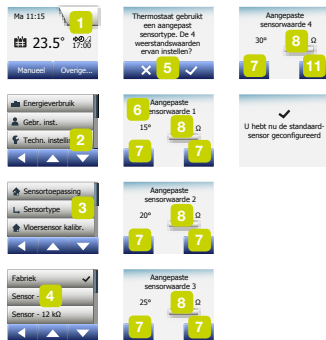 Ma 11:15
1
23.5°
17:00
Manueel Overige...
Energieverbruik
Gebr. inst.
Techn. instelli
2
Sensortoepassing
Sensortype
3
Vloersensor kalibr.
Fabriek
Sensor -
4
Sensor - 12 kΩ
Thermostaat gebruikt
een aangepast
sensortype. De 4
weerstandswaarden
ervan instellen?
5
6
Aangepaste
sensorwaarde 1
15° 8 Ω
7 7
Aangepaste
sensorwaarde 2
20° 8 Ω
7 7
Aangepaste
sensorwaarde 3
25° 8 Ω
7 7
Aangepaste
sensorwaarde 4
30° 8 Ω
7 11
U hebt nu de standaard-
sensor geconfigureerd